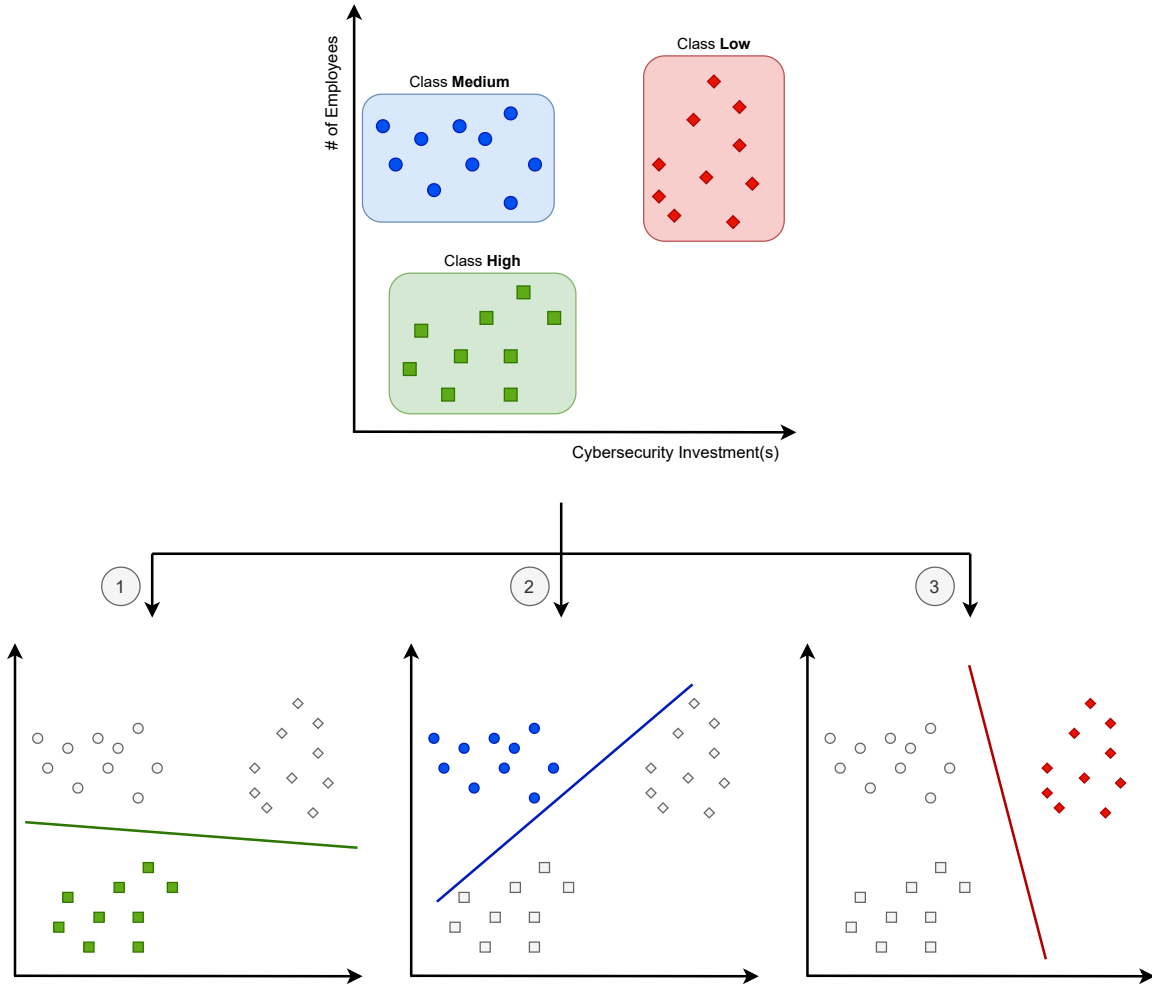 # of Employees
Class Low
Class Medium
Class High
Cybersecurity Investment(s)
1
2
3